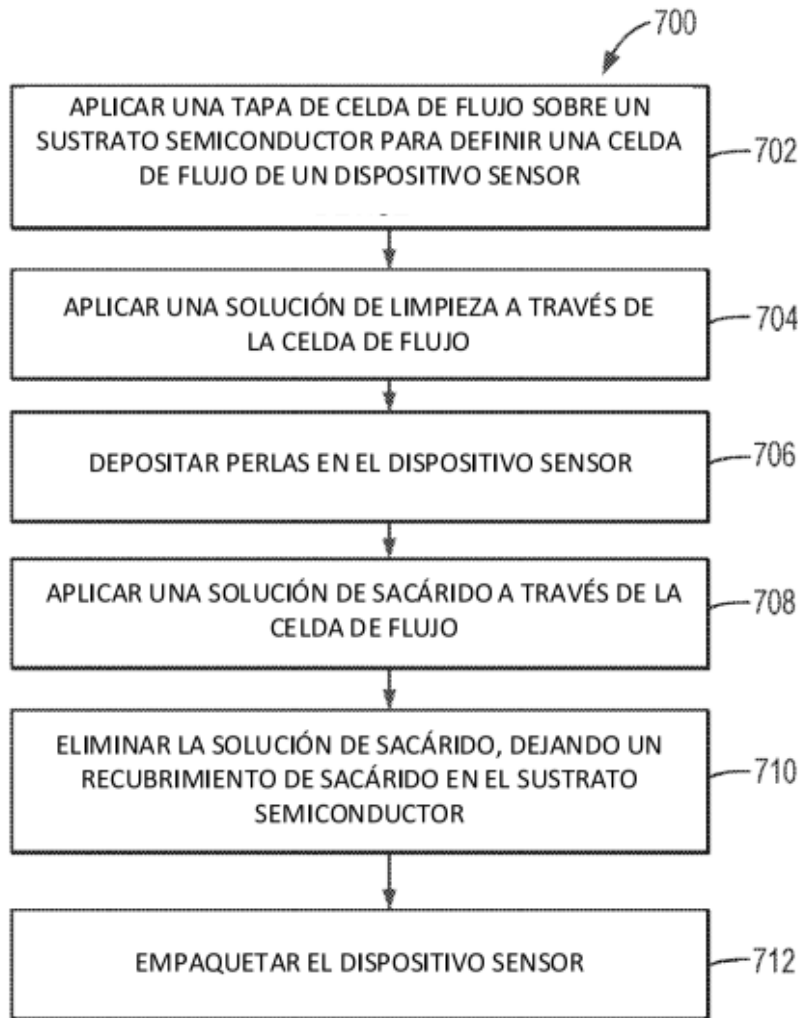 700
APLICAR UNA TAPA DE CELDA DE FLUJO SOBRE UN
SUSTRATO SEMICONDUCTOR PARA DEFINIR UNA CELDA
DE FLUJO DE UN DISPOSITIVO SENSOR
702
APLICAR UNA SOLUCIÓN DE LIMPIEZA A TRAVÉS DE
LA CELDA DE FLUJO
704
DEPOSITAR PERLAS EN EL DISPOSITIVO SENSOR
706
APLICAR UNA SOLUCIÓN DE SACÁRIDO A TRAVÉS DE LA
CELDA DE FLUJO
708
ELIMINAR LA SOLUCIÓN DE SACÁRIDO, DEJANDO UN
RECUBRIMIENTO DE SACÁRIDO EN EL SUSTRATO
SEMICONDUCTOR
710
EMPAQUETAR EL DISPOSITIVO SENSOR
712